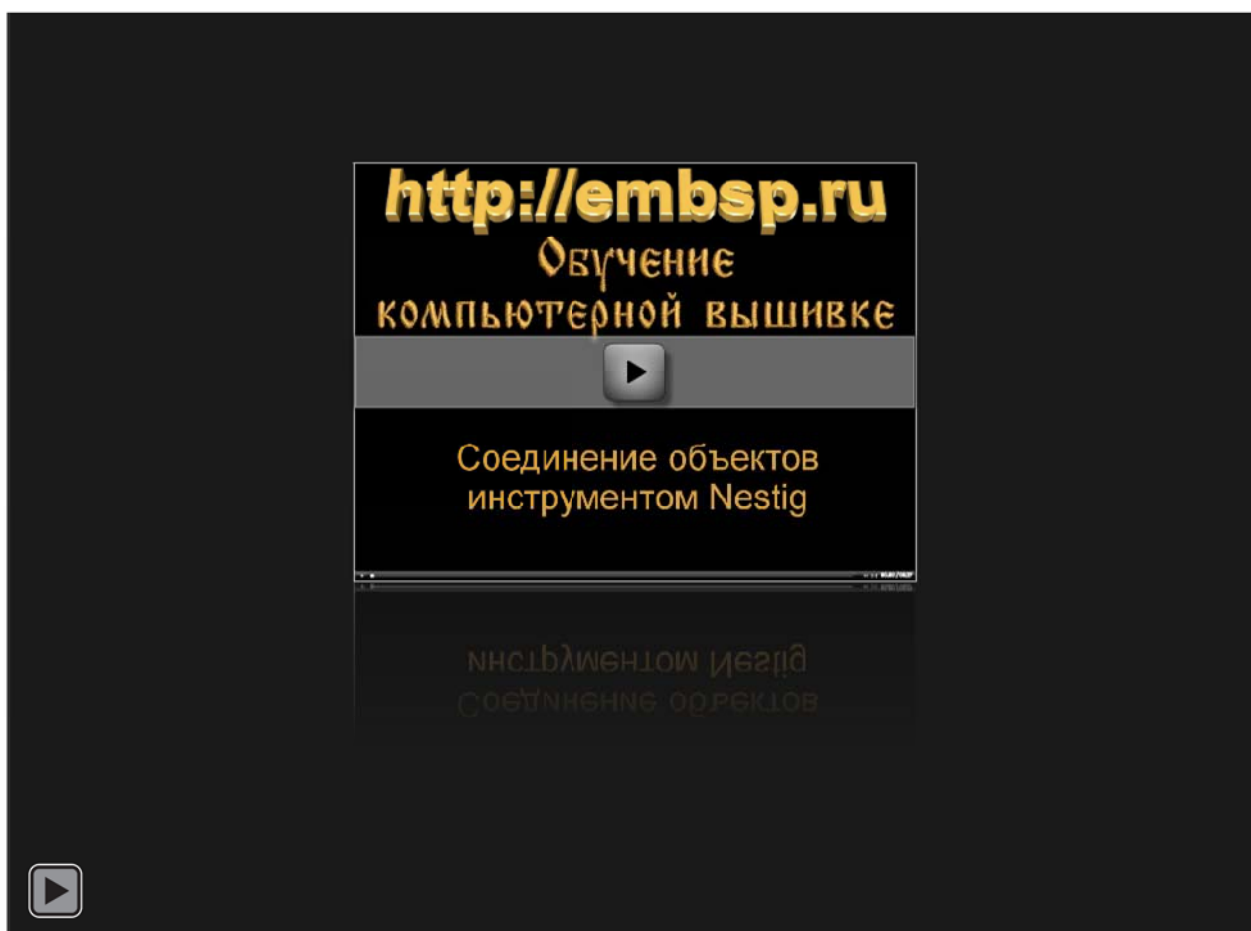 http://embsp.ru
Обучение
компьютерной вышивке
Соединение объектов
инструментом Nestig